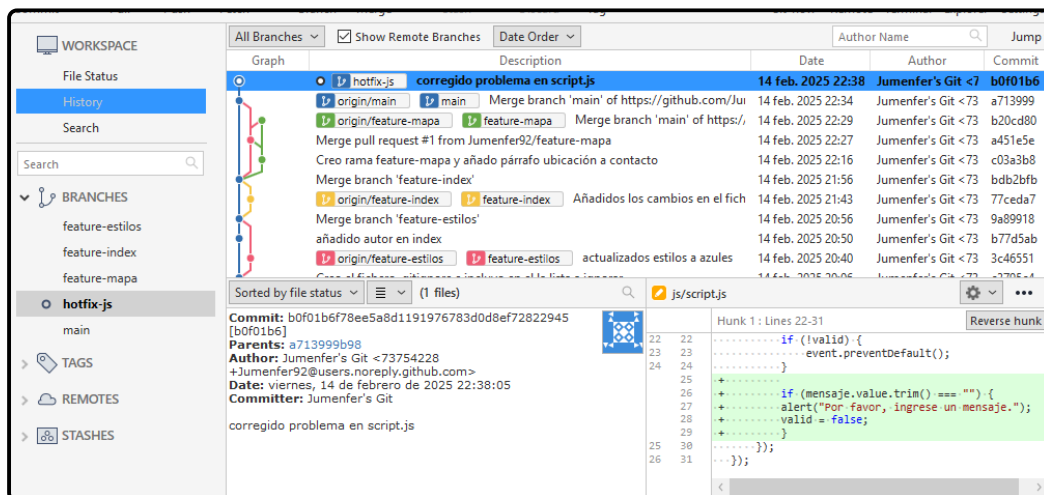 WORKSPACE
File Status
History
Search
Search
BRANCHES
feature-estilos
feature-index
feature-mapa
hotfix-js
main
TAGS
REMOTES
STASHES
All Branches Show Remote Branches Date Order Author Name Jump
Graph Description Date Author Commit
hotfix-js corregido problema en script.js 14 feb. 2025 22:38 Jumenfer's Git <7 b0f01b6
origin/main main Merge branch 'main' of https://github.com/Ju 14 feb. 2025 22:34 Jumenfer's Git <73 a713999
origin/feature-mapa feature-mapa Merge branch 'main' of https:/ 14 feb. 2025 22:29 Jumenfer's Git <73 b20cd80
Merge pull request #1 from Jumenfer92/feature-mapa 14 feb. 2025 22:27 Jumenfer's Git <73 a451e5e
Creo rama feature-mapa y añado párrafo ubicación a contacto 14 feb. 2025 22:16 Jumenfer's Git <73 c03a3b8
Merge branch 'feature-index' 14 feb. 2025 21:56 Jumenfer's Git <73 bdb2bfb
origin/feature-index feature-index Añadidos los cambios en el fich 14 feb. 2025 21:43 Jumenfer's Git <73 77ceda7
Merge branch 'feature-estilos' 14 feb. 2025 20:56 Jumenfer's Git <73 9a89918
añadido autor en index 14 feb. 2025 20:50 Jumenfer's Git <73 b77d5ab
origin/feature-estilos feature-estilos actualizados estilos a azules 14 feb. 2025 20:40 Jumenfer's Git <73 3c46551
Sorted by file status (1 files)
Commit: b0f01b6f78ee5a8d1191976783d0d8ef72822945
[b0f01b6]
Parents: a713999b98
Author: Jumenfer's Git <73754228
+Jumenfer92@users.noreply.github.com>
Date: viernes, 14 de febrero de 2025 22:38:05
Committer: Jumenfer's Git
corregido problema en script.js
js/script.js
Hunk 1 : Lines 22-31 Reverse hunk
22 22 if (!valid) {
23 23 event.preventDefault();
24 24 }
25 +
26 + if (mensaje.value.trim() === "") {
27 + alert("Por favor, ingrese un mensaje.");
28 + valid = false;
29 + }
25 30 });
26 31 });